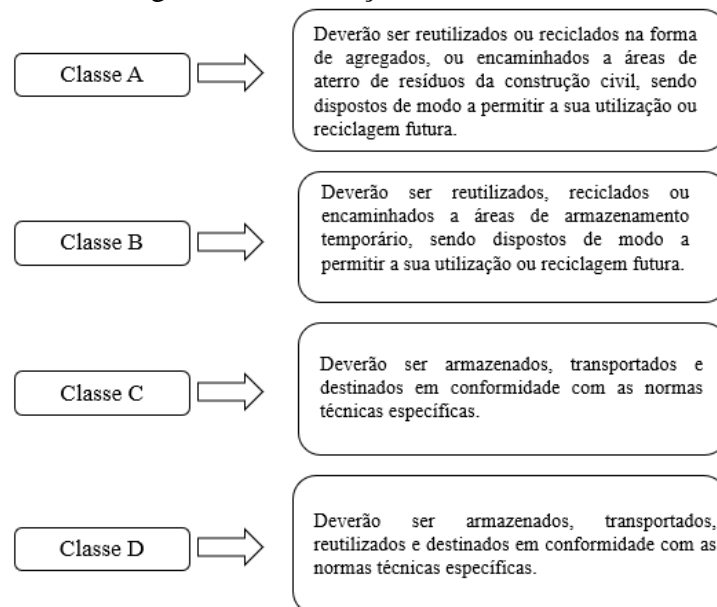 Classe A
Deverão ser reutilizados ou reciclados na forma
de agregados, ou encaminhados a áreas de
aterro de resíduos da construção civil, sendo
dispostos de modo a permitir a sua utilização ou
reciclagem futura.
Classe B
Deverão ser reutilizados, reciclados ou
encaminhados a áreas de armazenamento
temporário, sendo dispostos de modo a
permitir a sua utilização ou reciclagem futura.
Classe C
Deverão ser armazenados, transportados e
destinados em conformidade com as normas
técnicas específicas.
Classe D
Deverão ser armazenados, transportados,
reutilizados e destinados em conformidade com as
normas técnicas específicas.